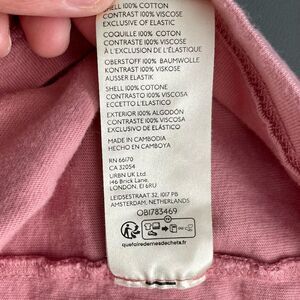 SHELL 100% COTTON
CONTRAST 100% VISCOSE
EXCLUSIVE OF ELASTIC
COQUILLE 100% COTON
CONTRASTE 100% VISCOSE
À L'EXCLUSION DE L'ÉLASTIQUE
OBERSTOFF 100% BAUMWOLLE
KONTRAST 100% VISKOSE
AUSSER ELASTIK
SHELL 100% COTONE
CONTRASTO 100% VISCOSA
ECCETTO L'ELASTICO
EXTERIOR 100% ALGODÓN
CONTRASTE 100% VISCOSA
EXCLUSIVO DE ELÁSTICO
MADE IN CAMBODIA
HECHO EN CAMBOYA
RN 66170
CA 32054
URBN UK Ltd.
146 Brick Lane,
LONDON, E1 6RU
LEIDSESTRAAT 32, 1017 PB
AMSTERDAM, NETHERLANDS
OB1783469
quefairedemesdechets.fr